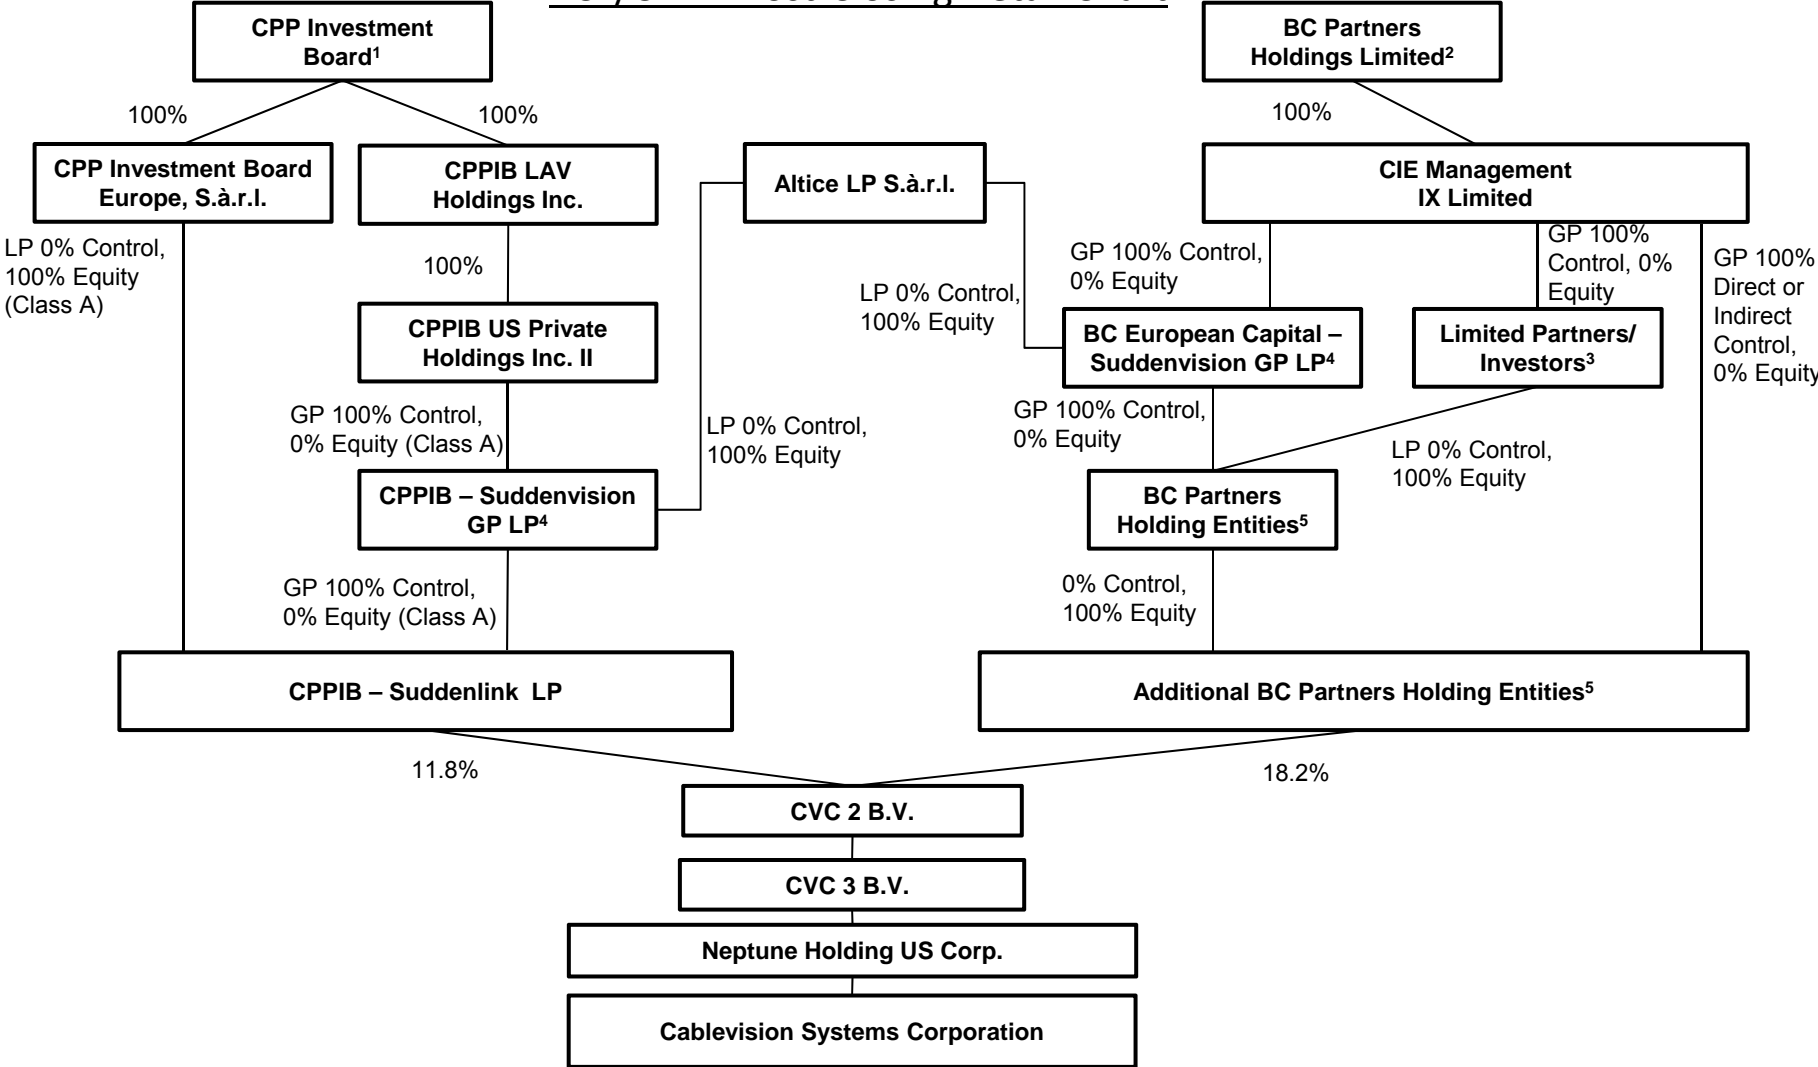 CPP Investment
Board¹
BC Partners
Holdings Limited²
100%
100%
100%
CPP Investment Board
Europe, S.à.r.l.
CPPIB LAV
Holdings Inc.
Altice LP S.à.r.l.
CIE Management
IX Limited
LP 0% Control,
100% Equity
(Class A)
100%
LP 0% Control,
100% Equity
GP 100% Control,
0% Equity
GP 100%
Control, 0%
Equity
GP 100%
Direct or
Indirect
Control,
0% Equity
CPPIB US Private
Holdings Inc. II
BC European Capital –
Suddenvision GP LP⁴
Limited Partners/
Investors³
GP 100% Control,
0% Equity (Class A)
LP 0% Control,
100% Equity
GP 100% Control,
0% Equity
LP 0% Control,
100% Equity
CPPIB – Suddenvision
GP LP⁴
BC Partners
Holding Entities⁵
GP 100% Control,
0% Equity (Class A)
0% Control,
100% Equity
CPPIB – Suddenlink LP
Additional BC Partners Holding Entities⁵
11.8%
18.2%
CVC 2 B.V.
CVC 3 B.V.
Neptune Holding US Corp.
Cablevision Systems Corporation